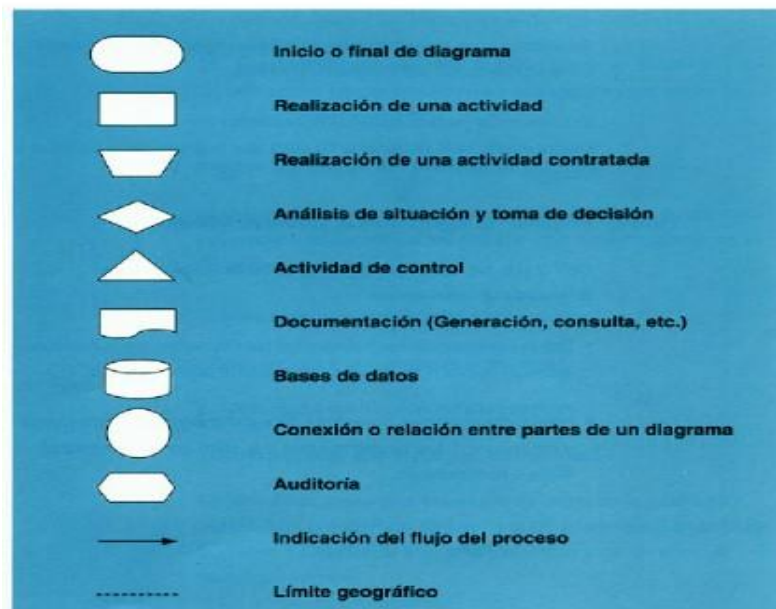 Inicio o final de diagrama
Realización de una actividad
Realización de una actividad contratada
Análisis de situación y toma de decisión
Actividad de control
Documentación (Generación, consulta, etc.)
Bases de datos
Conexión o relación entre partes de un diagrama
Auditoría
Indicación del flujo del proceso
Límite geográfico